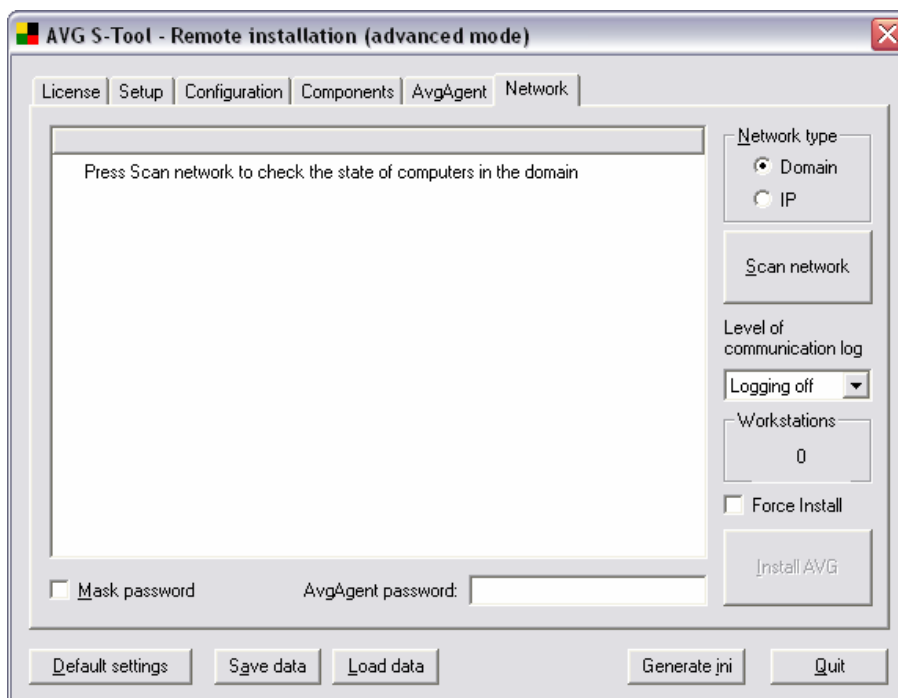 AVG S-Tool - Remote installation (advanced mode)
License
Setup
Configuration
Components
AvgAgent
Network
Press Scan network to check the state of computers in the domain
Network type
Domain
IP
Scan network
Level of
communication log
Logging off
Workstations
0
Force Install
Install AVG
Mask password
AvgAgent password:
Default settings
Save data
Load data
Generate ini
Quit